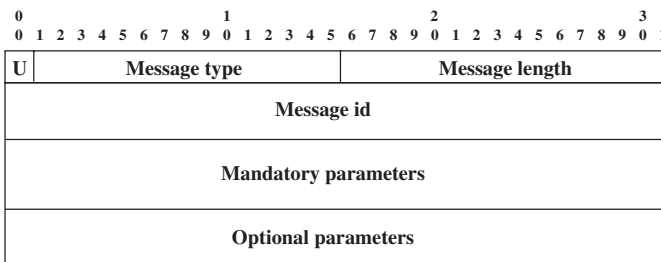 0 1 2 3
0 1 2 3 4 5 6 7 8 9 0 1 2 3 4 5 6 7 8 9 0 1 2 3 4 5 6 7 8 9 0
U Message type Message length
Message id
Mandatory parameters
Optional parameters